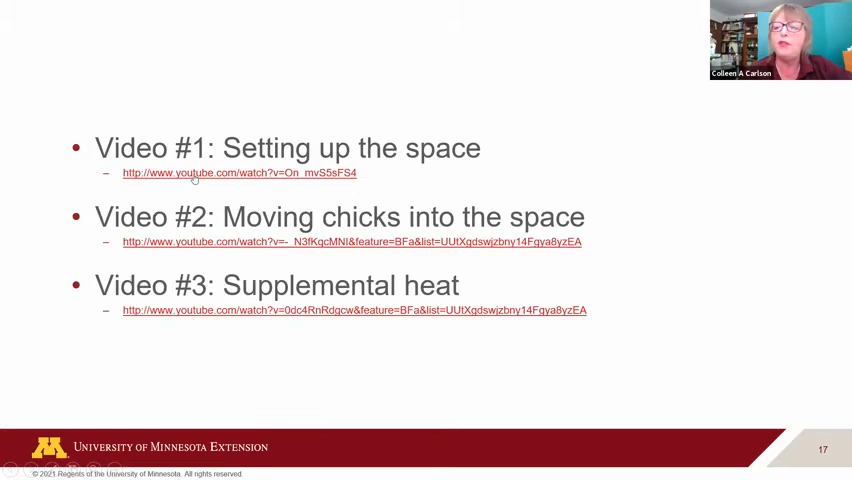 Colleen A Carlson
• Video #1: Setting up the space
– http://www.youtube.com/watch?v=On_mvS5sFS4
• Video #2: Moving chicks into the space
– http://www.youtube.com/watch?v=-_N3fKqcMNI&feature=BFa&list=UUtXgdswjzbny14Fgya8yzEA
• Video #3: Supplemental heat
– http://www.youtube.com/watch?v=0dc4RnRdgcw&feature=BFa&list=UUtXgdswjzbny14Fgya8yzEA
M UNIVERSITY OF MINNESOTA EXTENSION
17
© 2021 Regents of the University of Minnesota. All rights reserved.